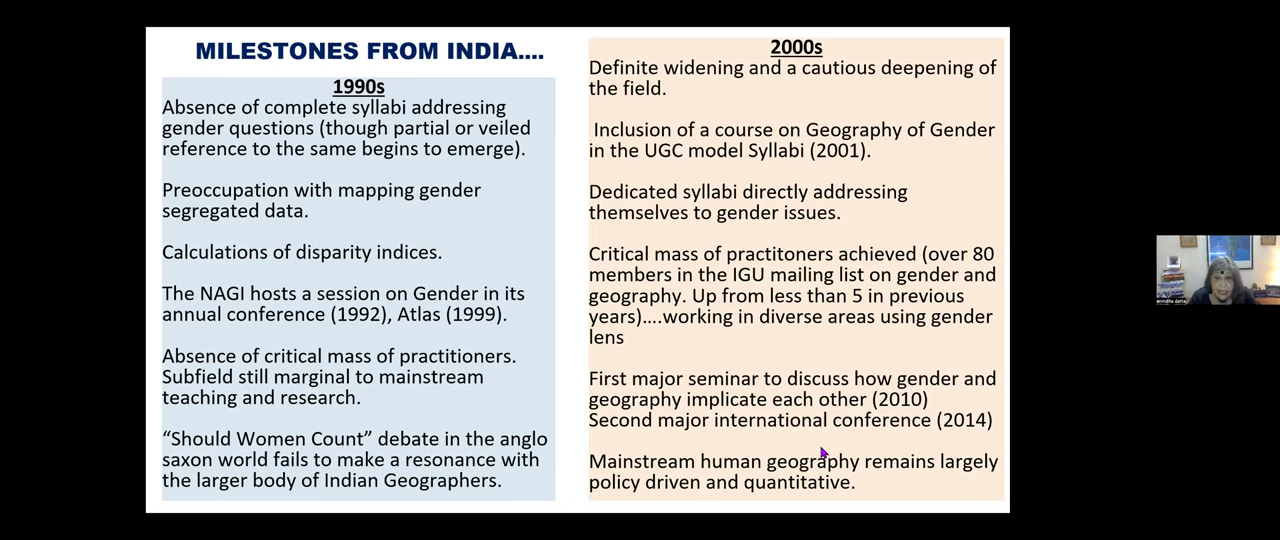 MILESTONES FROM INDIA....
1990s
Absence of complete syllabi addressing
gender questions (though partial or veiled
reference to the same begins to emerge).
Preoccupation with mapping gender
segregated data.
Calculations of disparity indices.
The NAGI hosts a session on Gender in its
annual conference (1992), Atlas (1999).
Absence of critical mass of practitioners.
Subfield still marginal to mainstream
teaching and research.
“Should Women Count” debate in the anglo
saxon world fails to make a resonance with
the larger body of Indian Geographers.
2000s
Definite widening and a cautious deepening of
the field.
Inclusion of a course on Geography of Gender
in the UGC model Syllabi (2001).
Dedicated syllabi directly addressing
themselves to gender issues.
Critical mass of practitoners achieved (over 80
members in the IGU mailing list on gender and
geography. Up from less than 5 in previous
years)....working in diverse areas using gender
lens
First major seminar to discuss how gender and
geography implicate each other (2010)
Second major international conference (2014)
Mainstream human geography remains largely
policy driven and quantitative.
anindita datta